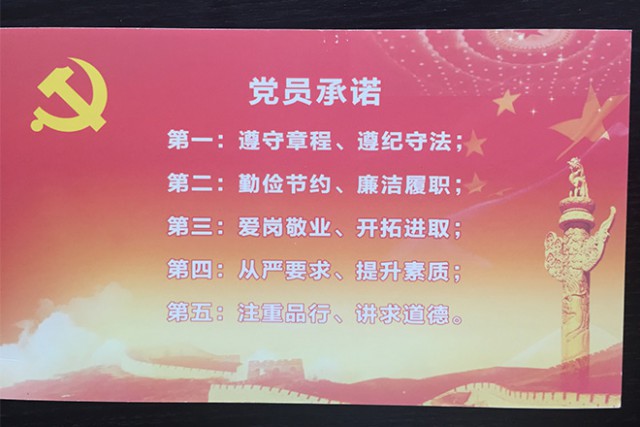 党员承诺
第一：遵守章程、遵纪守法；
第二：勤俭节约、廉洁履职；
第三：爱岗敬业、开拓进取；
第四：从严要求、提升素质；
第五：注重品行、讲求道德。